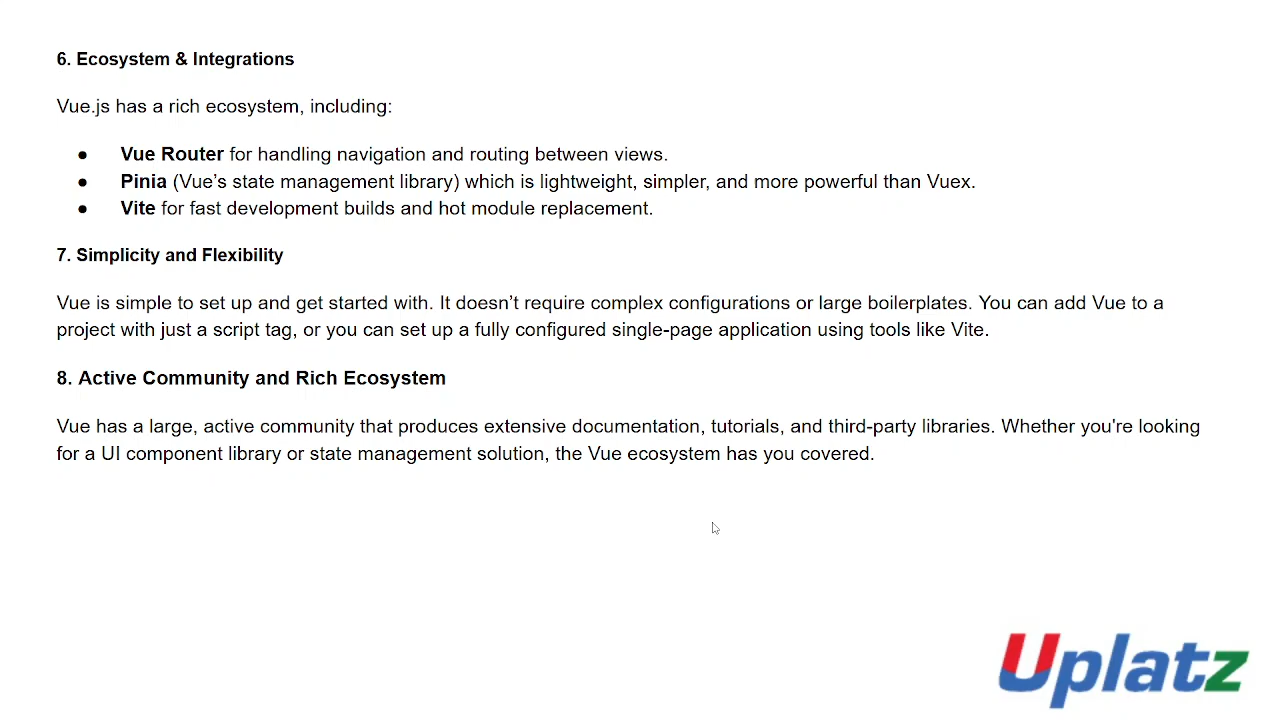 6. Ecosystem & Integrations
Vue.js has a rich ecosystem, including:
● Vue Router for handling navigation and routing between views.
● Pinia (Vue’s state management library) which is lightweight, simpler, and more powerful than Vuex.
● Vite for fast development builds and hot module replacement.
7. Simplicity and Flexibility
Vue is simple to set up and get started with. It doesn’t require complex configurations or large boilerplates. You can add Vue to a
project with just a script tag, or you can set up a fully configured single-page application using tools like Vite.
8. Active Community and Rich Ecosystem
Vue has a large, active community that produces extensive documentation, tutorials, and third-party libraries. Whether you're looking
for a UI component library or state management solution, the Vue ecosystem has you covered.
Uplatz